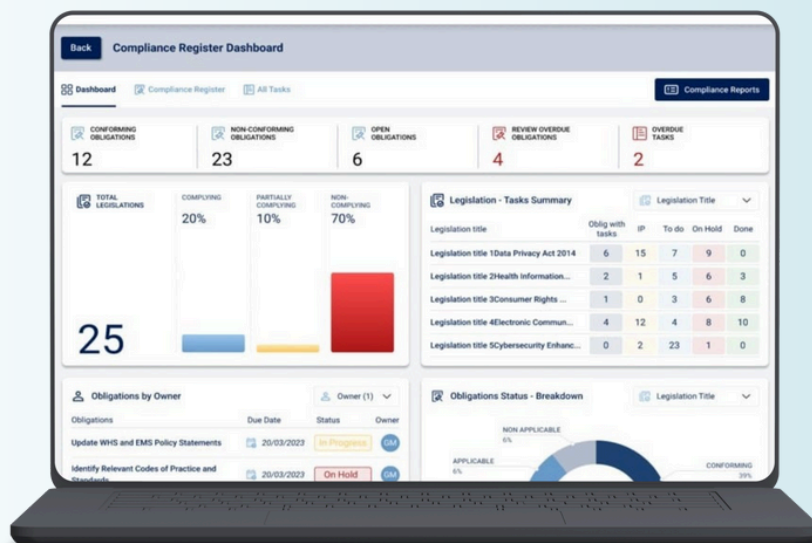 Back
Compliance Register Dashboard
Dashboard
Compliance Register
All Tasks
Compliance Reports
CONFORMING
OBLIGATIONS
12
NON-CONFORMING
OBLIGATIONS
23
OPEN
OBLIGATIONS
6
REVIEW OVERDUE
OBLIGATIONS
4
OVERDUE
TASKS
2
TOTAL
LEGISLATIONS
25
COMPLYING
20%
PARTIALLY
COMPLYING
10%
NON-
COMPLYING
70%
Legislation - Tasks Summary
Legislation Title
Legislation title
Oblig with
tasks
IP
To do
On Hold
Done
Legislation title 1Data Privacy Act 2014 6 15 7 9 0
Legislation title 2Health Information... 2 1 5 6 3
Legislation title 3Consumer Rights ... 1 0 3 6 8
Legislation title 4Electronic Commun... 4 12 4 8 10
Legislation title 5Cybersecurity Enhanc... 0 2 23 1 0
Obligations by Owner
Owner (1)
Obligations Due Date Status Owner
Update WHS and EMS Policy Statements 20/03/2023 In Progress GM
Identify Relevant Codes of Practice and
Standards
20/03/2023 On Hold GM
Obligations Status - Breakdown
Legislation Title
NON APPLICABLE
6%
APPLICABLE
6%
CONFORMING
39%